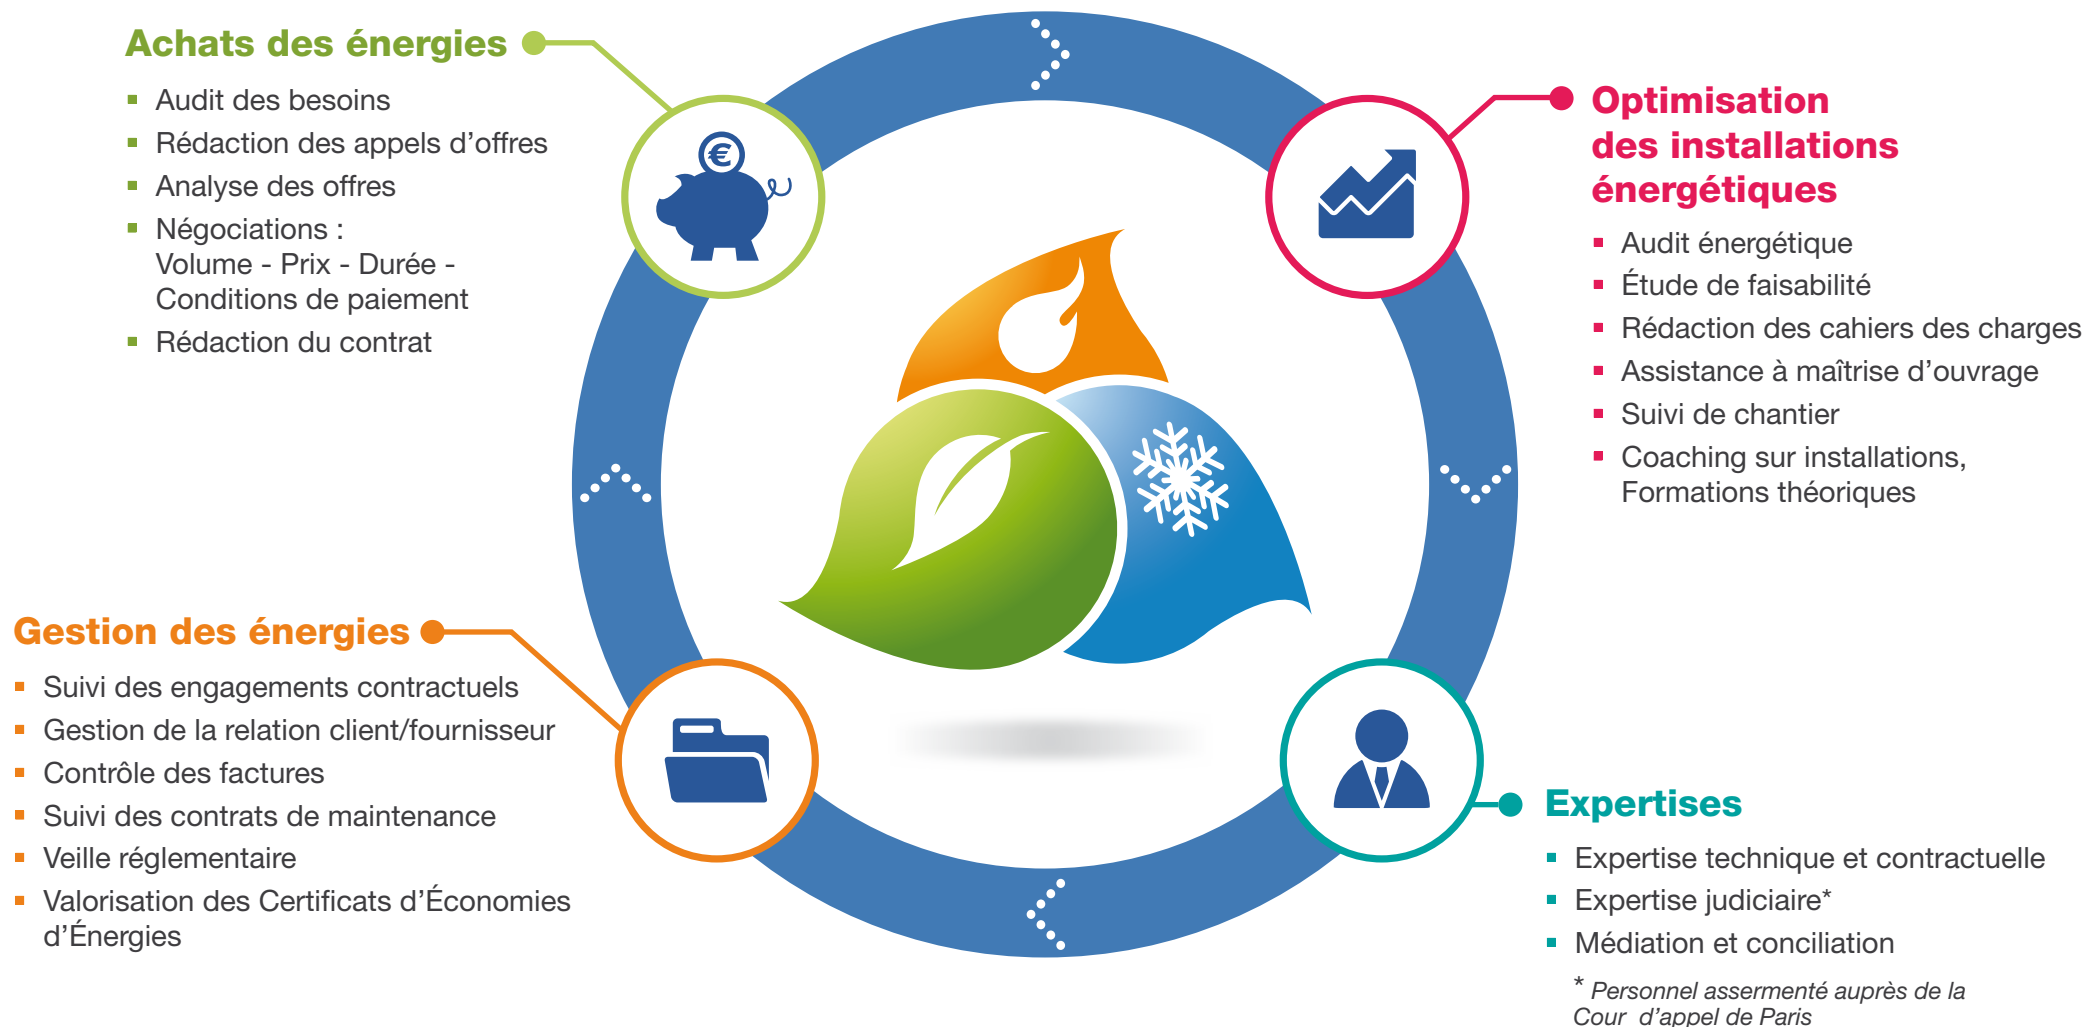 Achats des énergies
▪ Audit des besoins
▪ Rédaction des appels d’offres
▪ Analyse des offres
▪ Négociations :
Volume - Prix - Durée -
Conditions de paiement
▪ Rédaction du contrat
€
Optimisation
des installations
énergétiques
▪ Audit énergétique
▪ Étude de faisabilité
▪ Rédaction des cahiers des charges
▪ Assistance à maîtrise d’ouvrage
▪ Suivi de chantier
▪ Coaching sur installations,
Formations théoriques
Gestion des énergies
▪ Suivi des engagements contractuels
▪ Gestion de la relation client/fournisseur
▪ Contrôle des factures
▪ Suivi des contrats de maintenance
▪ Veille réglementaire
▪ Valorisation des Certificats d’Économies
d’Énergies
Expertises
▪ Expertise technique et contractuelle
▪ Expertise judiciaire*
▪ Médiation et conciliation
* Personnel assermenté auprès de la
Cour d’appel de Paris